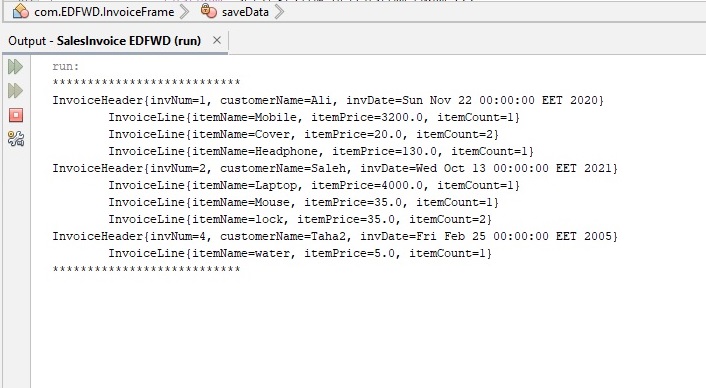 com.EDFWD.InvoiceFrame saveData
Output - SalesInvoice EDFWD (run) ×
run:
***************************
InvoiceHeader{invNum=1, customerName=Ali, invDate=Sun Nov 22 00:00:00 EET 2020}
InvoiceLine{itemName=Mobile, itemPrice=3200.0, itemCount=1}
InvoiceLine{itemName=Cover, itemPrice=20.0, itemCount=2}
InvoiceLine{itemName=Headphone, itemPrice=130.0, itemCount=1}
InvoiceHeader{invNum=2, customerName=Saleh, invDate=Wed Oct 13 00:00:00 EET 2021}
InvoiceLine{itemName=Laptop, itemPrice=4000.0, itemCount=1}
InvoiceLine{itemName=Mouse, itemPrice=35.0, itemCount=1}
InvoiceLine{itemName=lock, itemPrice=35.0, itemCount=2}
InvoiceHeader{invNum=4, customerName=Taha2, invDate=Fri Feb 25 00:00:00 EET 2005}
InvoiceLine{itemName=water, itemPrice=5.0, itemCount=1}
***************************